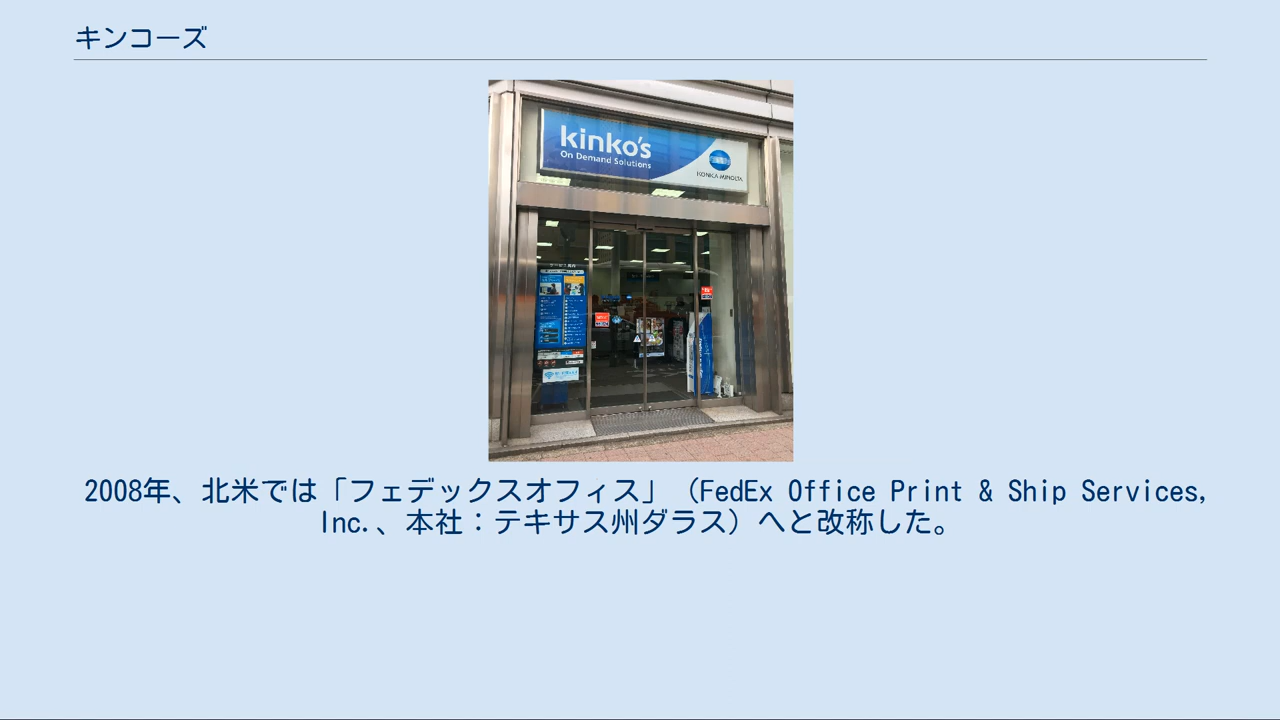 キンコーズ
kinko's
On Demand Solutions
KONICA MINOLTA
2008年、北米では「フェデックスオフィス」（FedEx Office Print & Ship Services,
Inc.、本社：テキサス州ダラス）へと改称した。